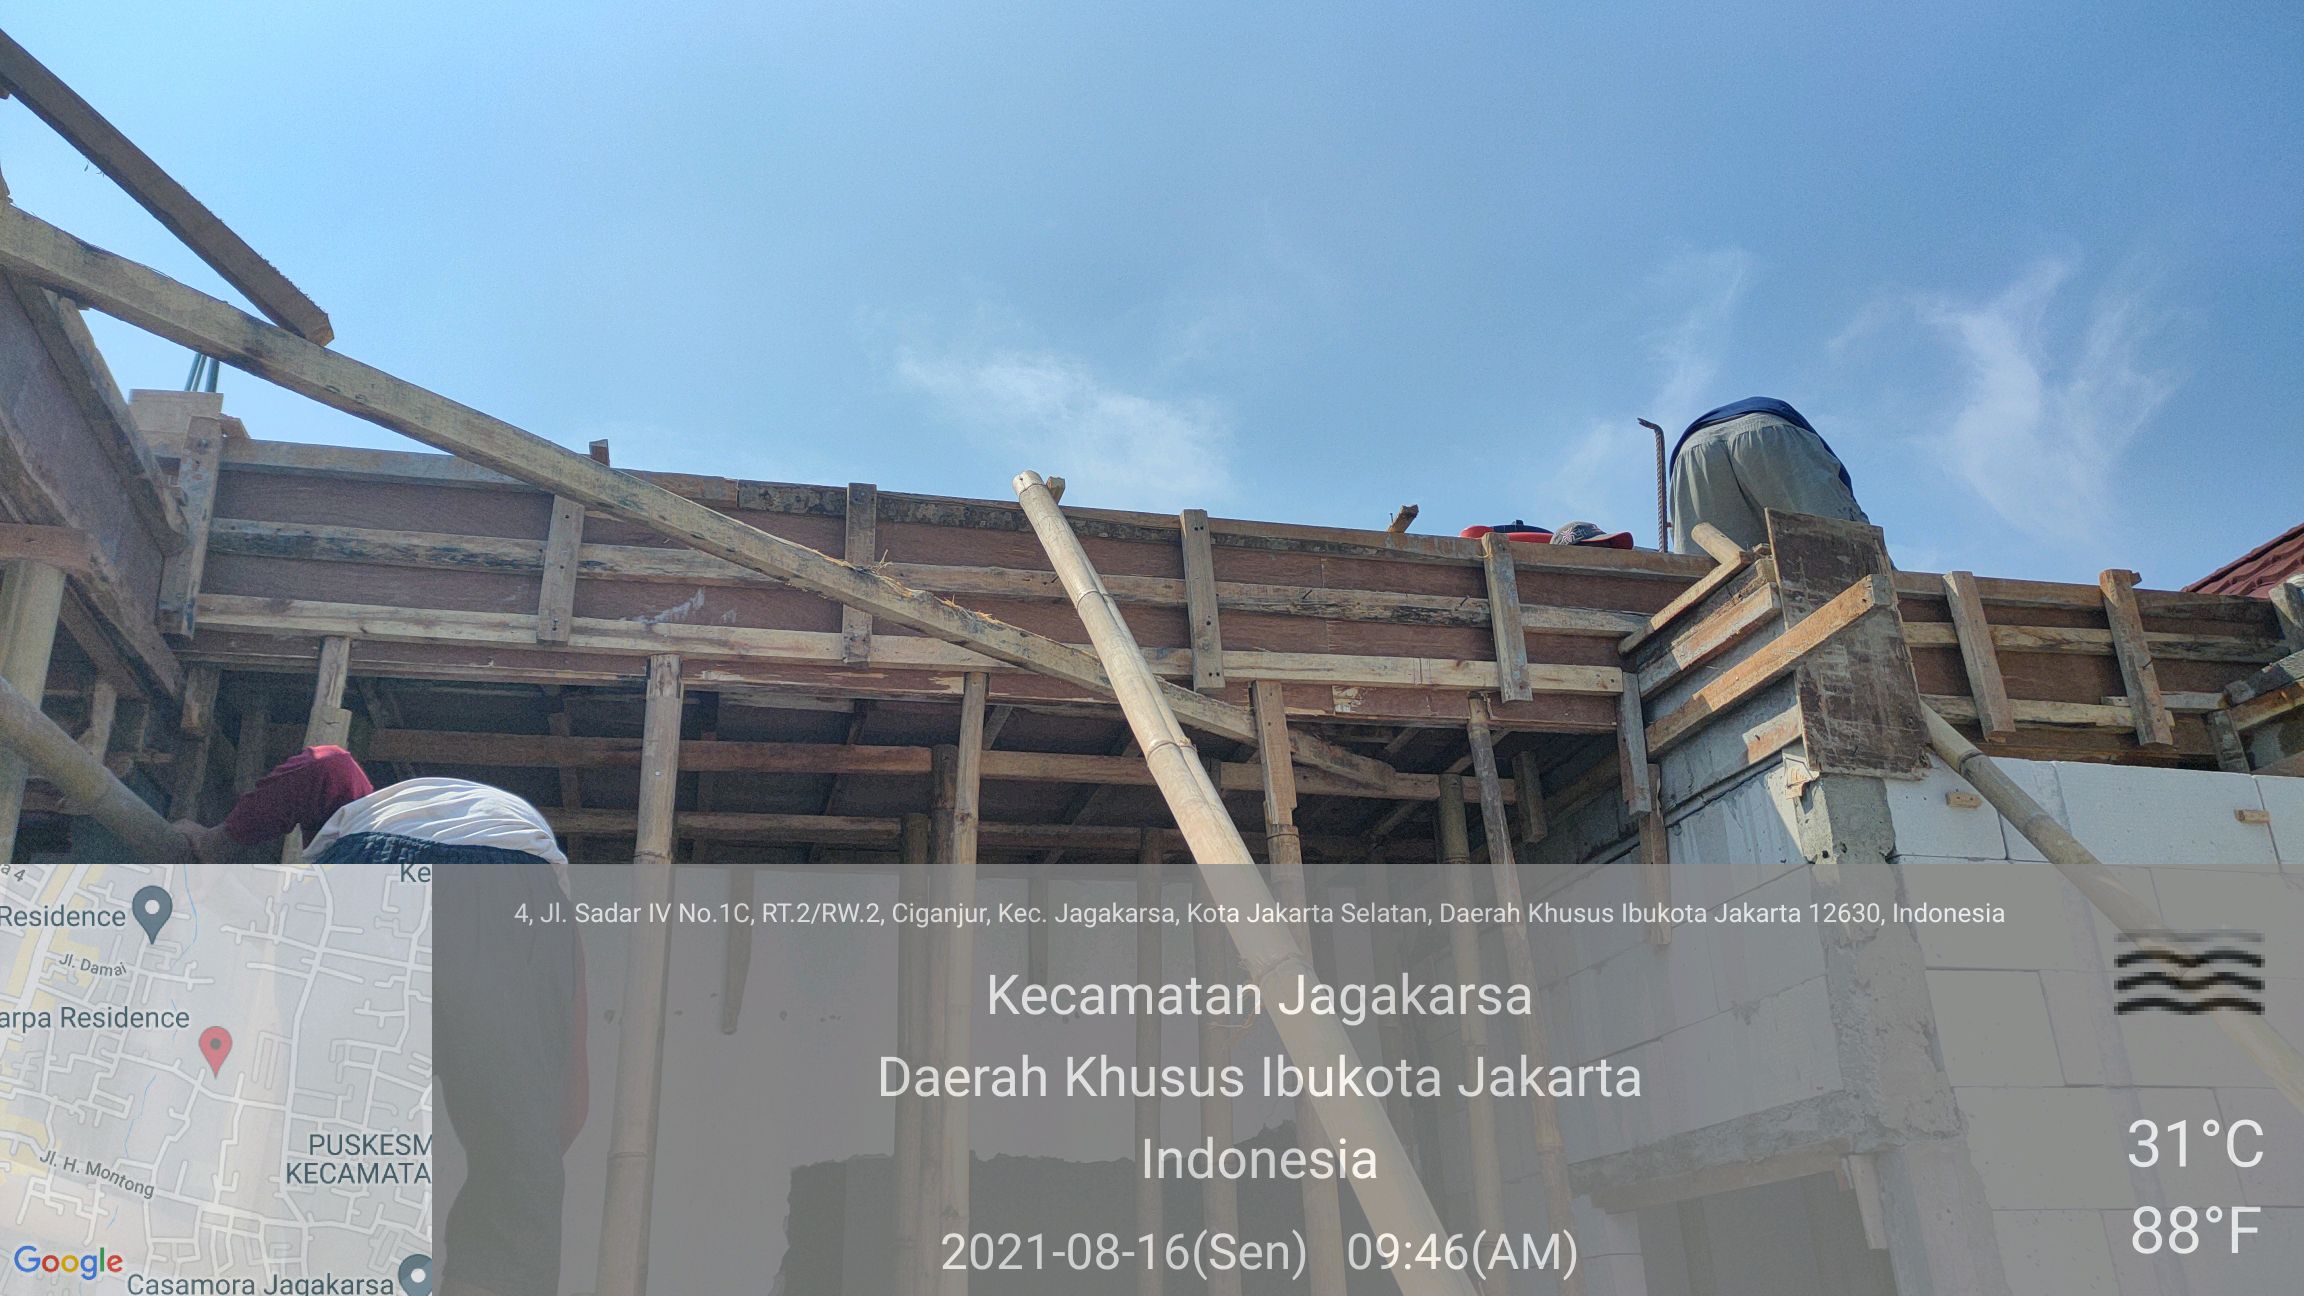 4, Jl. Sadar IV No.1C, RT.2/RW.2, Ciganjur, Kec. Jagakarsa, Kota Jakarta Selatan, Daerah Khusus Ibukota Jakarta 12630, Indonesia
Kecamatan Jagakarsa
Daerah Khusus Ibukota Jakarta
Indonesia
2021-08-16(Sen) 09:46(AM)
31°C
88°F
a 4
Ke
Residence
Jl. Damai
arpa Residence
PUSKESM
KECAMATA
Jl. H. Montong
Google
Casamora Jagakarsa